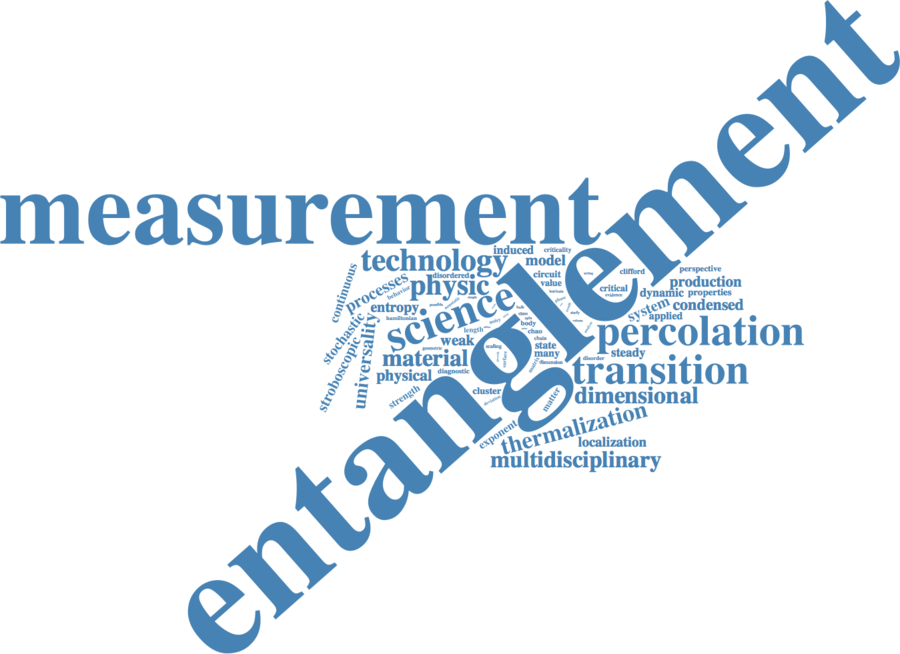 entanglement
measurement
technology
induced
criticality
model
continuous
processes
behavior
disordered
physic
circuit
value
clifford
perspective
production
critical
evidence
dynamic
properties
entropy
hamiltonian
science
system
condensed
applied
stochastic
stroboscopic
universality
length
weak
body
chao
chain
state
many
percolation
steady
material
geometric
physical
diagnostic
scaling
surface
dimension
disorder
transition
strength
cluster
matter
dimensional
exponent
thermalization
localization
multidisciplinary